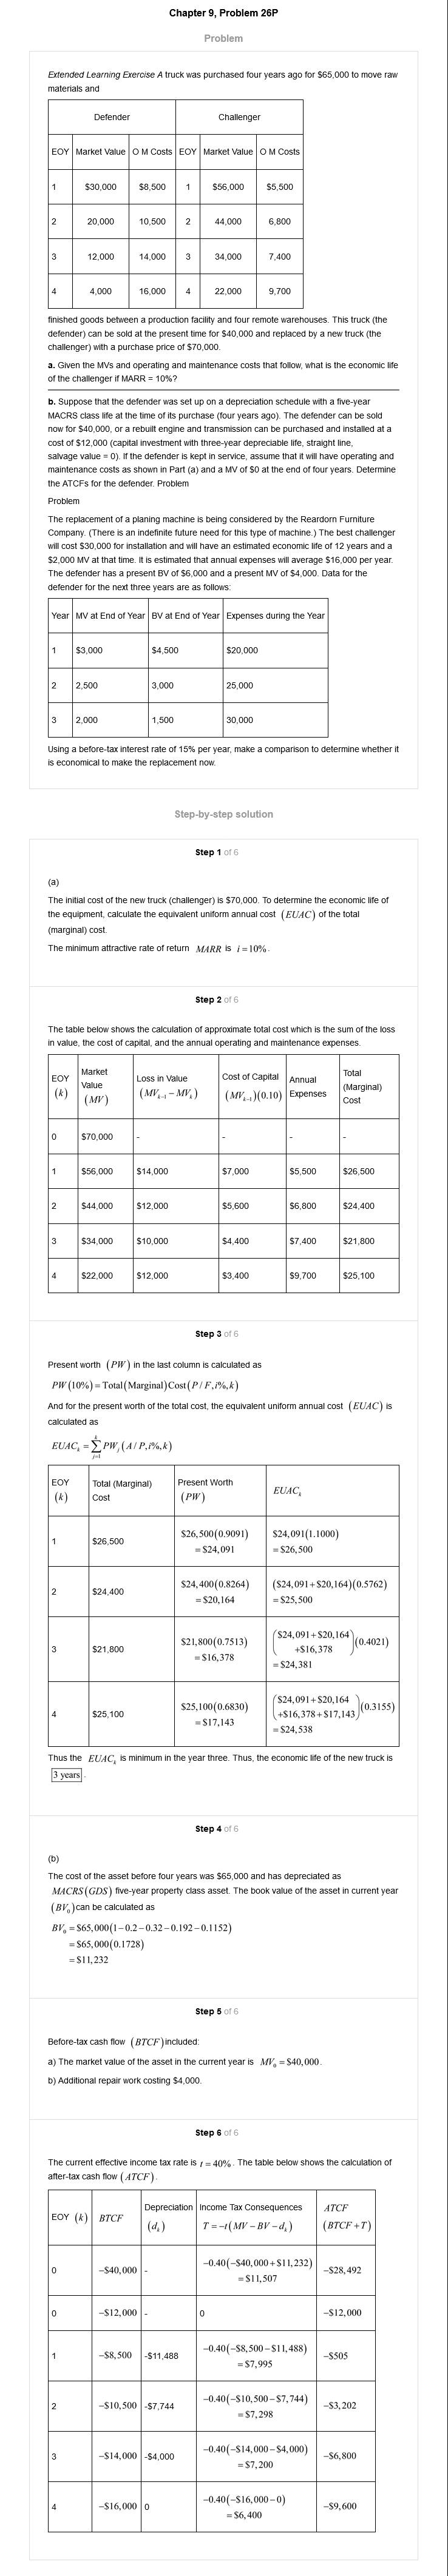 Chapter 9, Problem 26P
Problem
Extended Learning Exercise A truck was purchased four years ago for $65,000 to move raw
materials and
Defender Challenger
EOY Market Value O M Costs EOY Market Value O M Costs
1 $30,000 $8,500 1 $56,000 $5,500
2 20,000 10,500 2 44,000 6,800
3 12,000 14,000 3 34,000 7,400
4 4,000 16,000 4 22,000 9,700
finished goods between a production facility and four remote warehouses. This truck (the
defender) can be sold at the present time for $40,000 and replaced by a new truck (the
challenger) with a purchase price of $70,000.
a. Given the MVs and operating and maintenance costs that follow, what is the economic life
of the challenger if MARR = 10%?
b. Suppose that the defender was set up on a depreciation schedule with a five-year
MACRS class life at the time of its purchase (four years ago). The defender can be sold
now for $40,000, or a rebuilt engine and transmission can be purchased and installed at a
cost of $12,000 (capital investment with three-year depreciable life, straight line,
salvage value = 0). If the defender is kept in service, assume that it will have operating and
maintenance costs as shown in Part (a) and a MV of $0 at the end of four years. Determine
the ATCFs for the defender. Problem
Problem
The replacement of a planing machine is being considered by the Reardorn Furniture
Company. (There is an indefinite future need for this type of machine.) The best challenger
will cost $30,000 for installation and will have an estimated economic life of 12 years and a
$2,000 MV at that time. It is estimated that annual expenses will average $16,000 per year.
The defender has a present BV of $6,000 and a present MV of $4,000. Data for the
defender for the next three years are as follows:
Year MV at End of Year BV at End of Year Expenses during the Year
1 $3,000 $4,500 $20,000
2 2,500 3,000 25,000
3 2,000 1,500 30,000
Using a before-tax interest rate of 15% per year, make a comparison to determine whether it
is economical to make the replacement now.
Step-by-step solution
Step 1 of 6
(a)
The initial cost of the new truck (challenger) is $70,000. To determine the economic life of
the equipment, calculate the equivalent uniform annual cost (EUAC) of the total
(marginal) cost.
The minimum attractive rate of return MARR is i = 10%.
Step 2 of 6
The table below shows the calculation of approximate total cost which is the sum of the loss
in value, the cost of capital, and the annual operating and maintenance expenses.
EOY (k) Market Value (MV) Loss in Value (MVk−1 − MVk) Cost of Capital (MVk−1)(0.10) Annual Expenses Total (Marginal) Cost
0 $70,000 - - - -
1 $56,000 $14,000 $7,000 $5,500 $26,500
2 $44,000 $12,000 $5,600 $6,800 $24,400
3 $34,000 $10,000 $4,400 $7,400 $21,800
4 $22,000 $12,000 $3,400 $9,700 $25,100
Step 3 of 6
Present worth (PW) in the last column is calculated as
PW(10%) = Total(Marginal)Cost(P / F, i%, k)
And for the present worth of the total cost, the equivalent uniform annual cost (EUAC) is
calculated as
EUACk = ∑ k j=1 PWj (A / P, i%, k)
EOY (k) Total (Marginal) Cost Present Worth (PW) EUACk
1 $26,500 $26,500(0.9091) = $24,091 $24,091(1.1000) = $26,500
2 $24,400 $24,400(0.8264) = $20,164 ($24,091+$20,164)(0.5762) = $25,500
3 $21,800 $21,800(0.7513) = $16,378 ($24,091+$20,164 +$16,378)(0.4021) = $24,381
4 $25,100 $25,100(0.6830) = $17,143 ($24,091+$20,164 +$16,378+$17,143)(0.3155) = $24,538
Thus the EUACk is minimum in the year three. Thus, the economic life of the new truck is
3 years.
Step 4 of 6
(b)
The cost of the asset before four years was $65,000 and has depreciated as
MACRS(GDS) five-year property class asset. The book value of the asset in current year
(BV0) can be calculated as
BV0 = $65,000(1−0.2−0.32−0.192−0.1152)
= $65,000(0.1728)
= $11,232
Step 5 of 6
Before-tax cash flow (BTCF) included:
a) The market value of the asset in the current year is MV0 = $40,000.
b) Additional repair work costing $4,000.
Step 6 of 6
The current effective income tax rate is t = 40%. The table below shows the calculation of
after-tax cash flow (ATCF).
EOY (k) BTCF Depreciation (dk) Income Tax Consequences T = −t(MV − BV − dk) ATCF (BTCF + T)
0 −$40,000 - −0.40(−$40,000+$11,232) = $11,507 −$28,492
0 −$12,000 - 0 −$12,000
1 −$8,500 -$11,488 −0.40(−$8,500−$11,488) = $7,995 −$505
2 −$10,500 -$7,744 −0.40(−$10,500−$7,744) = $7,298 −$3,202
3 −$14,000 -$4,000 −0.40(−$14,000−$4,000) = $7,200 −$6,800
4 −$16,000 0 −0.40(−$16,000−0) = $6,400 −$9,600